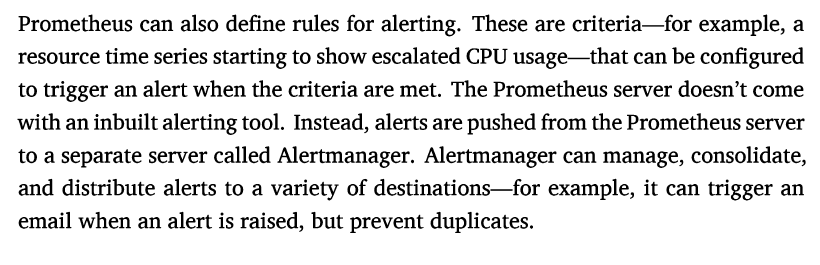 Prometheus can also define rules for alerting. These are criteria—for example, a
resource time series starting to show escalated CPU usage—that can be configured
to trigger an alert when the criteria are met. The Prometheus server doesn’t come
with an inbuilt alerting tool. Instead, alerts are pushed from the Prometheus server
to a separate server called Alertmanager. Alertmanager can manage, consolidate,
and distribute alerts to a variety of destinations—for example, it can trigger an
email when an alert is raised, but prevent duplicates.